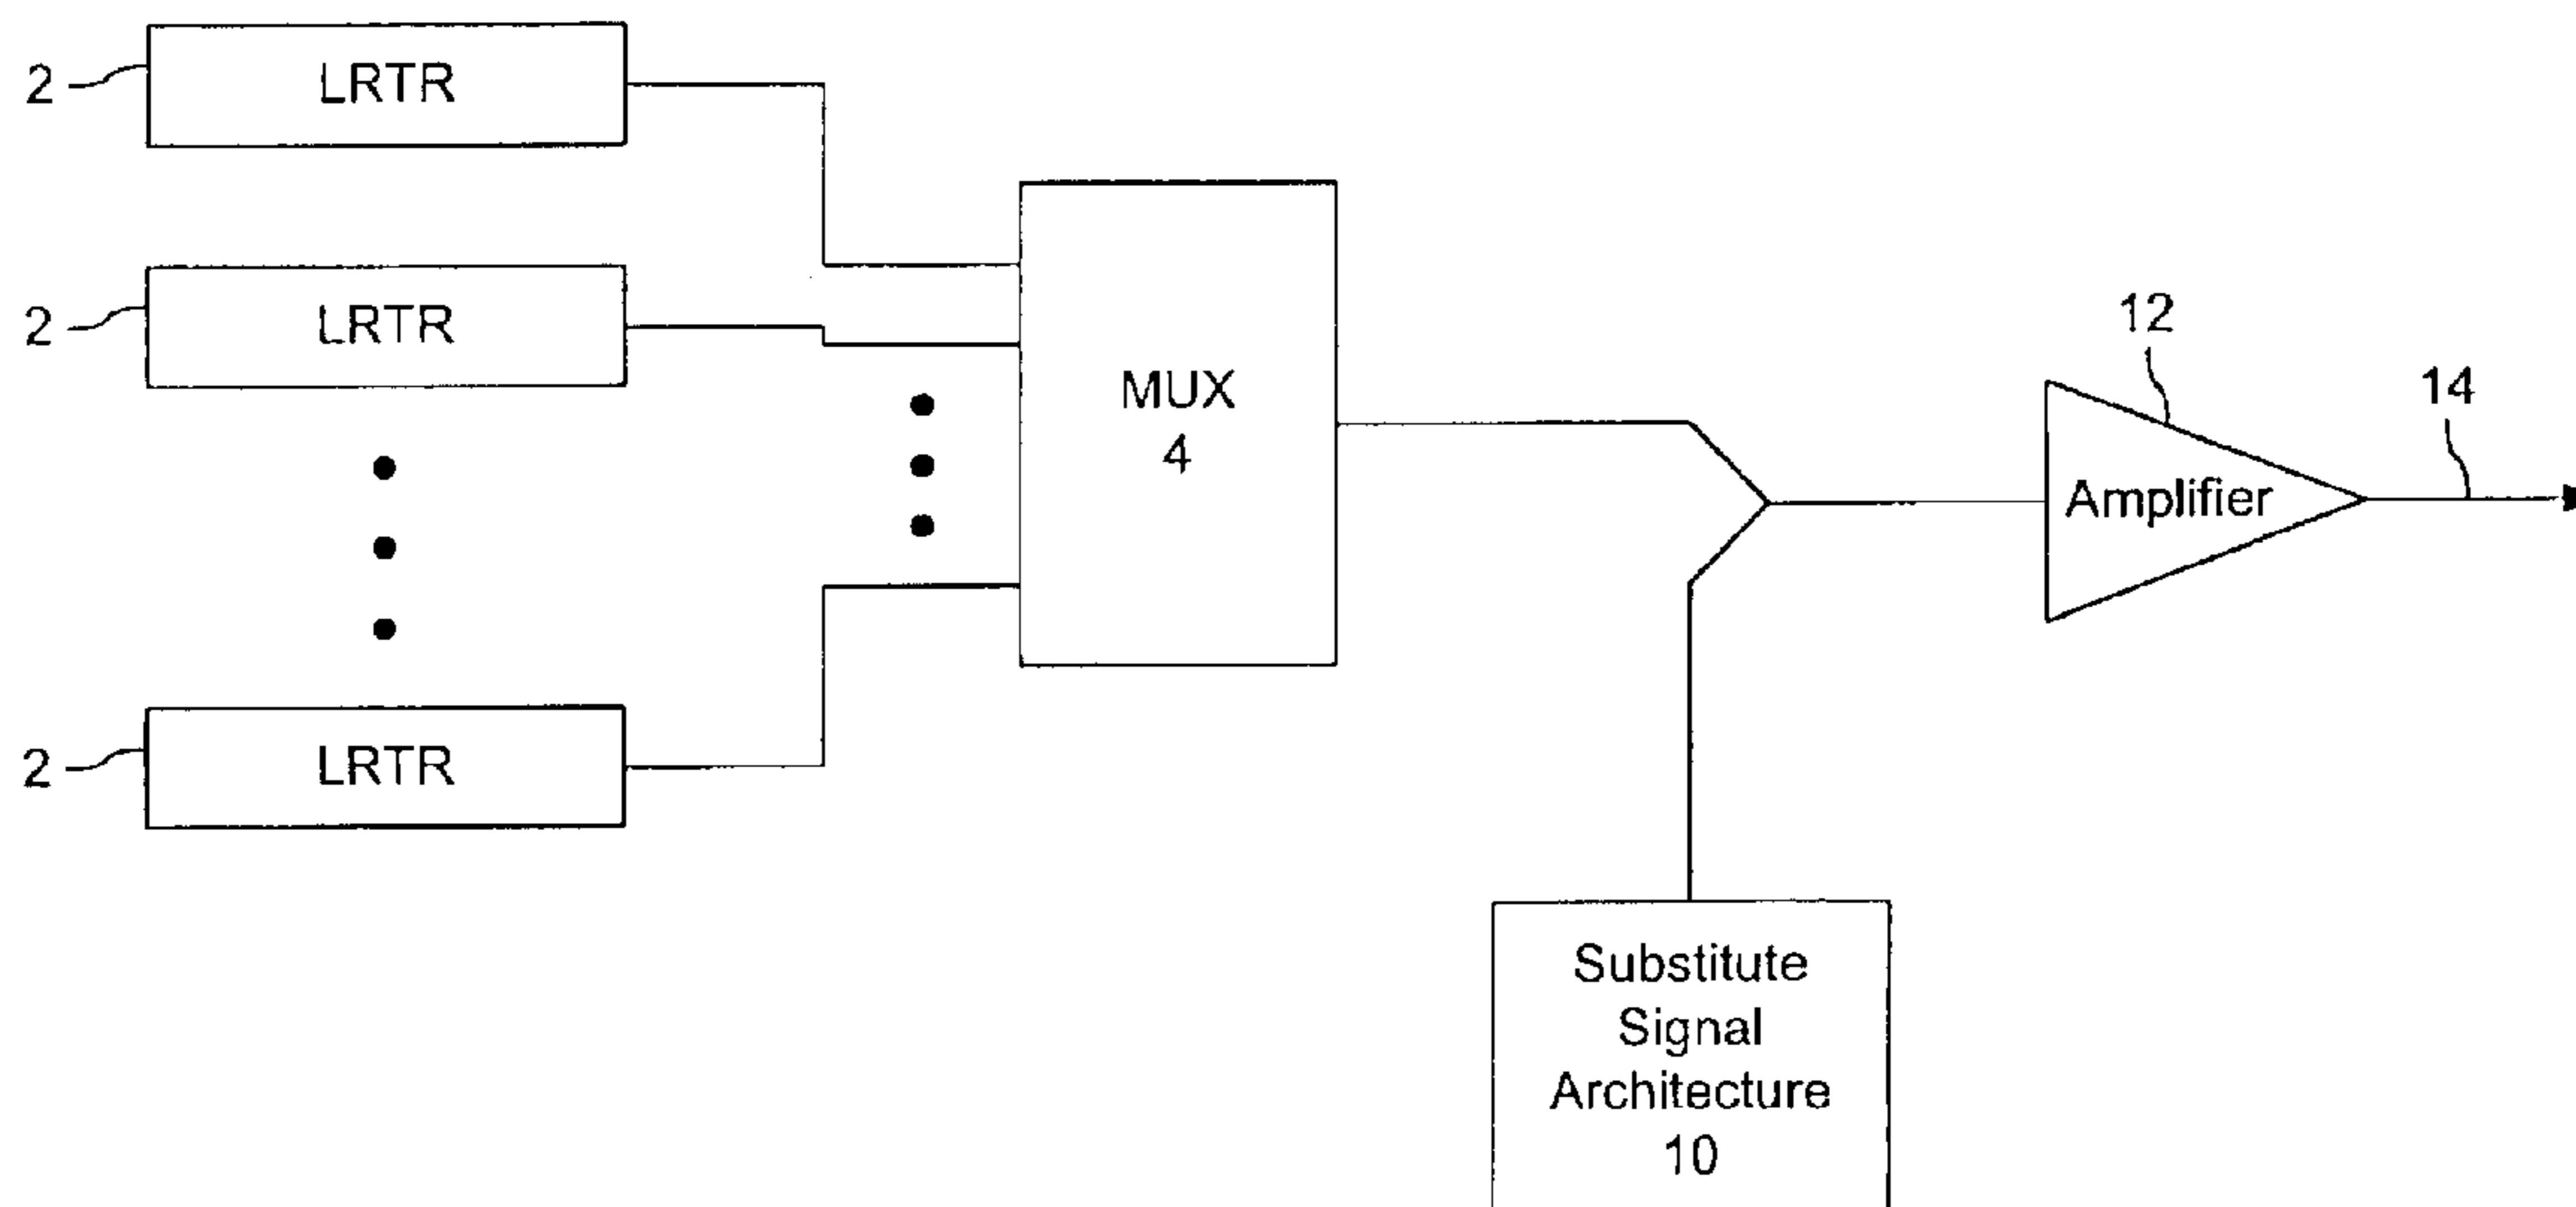 2
LRTR
2
LRTR
2
LRTR
MUX
4
12
Amplifier
14
Substitute
Signal
Architecture
10